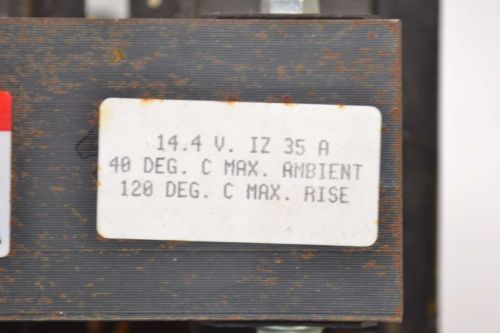 14.4 V. IZ 35 A
40 DEG. C MAX. AMBIENT
120 DEG. C MAX. RISE